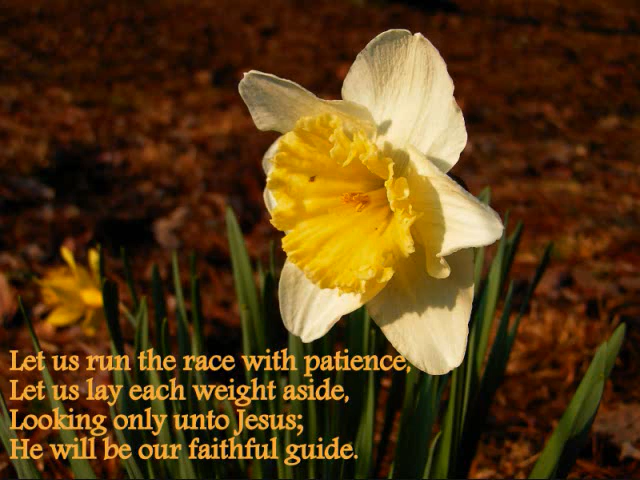 Let us run the race with patience,
Let us lay each weight aside,
Looking only unto Jesus;
He will be our faithful guide.